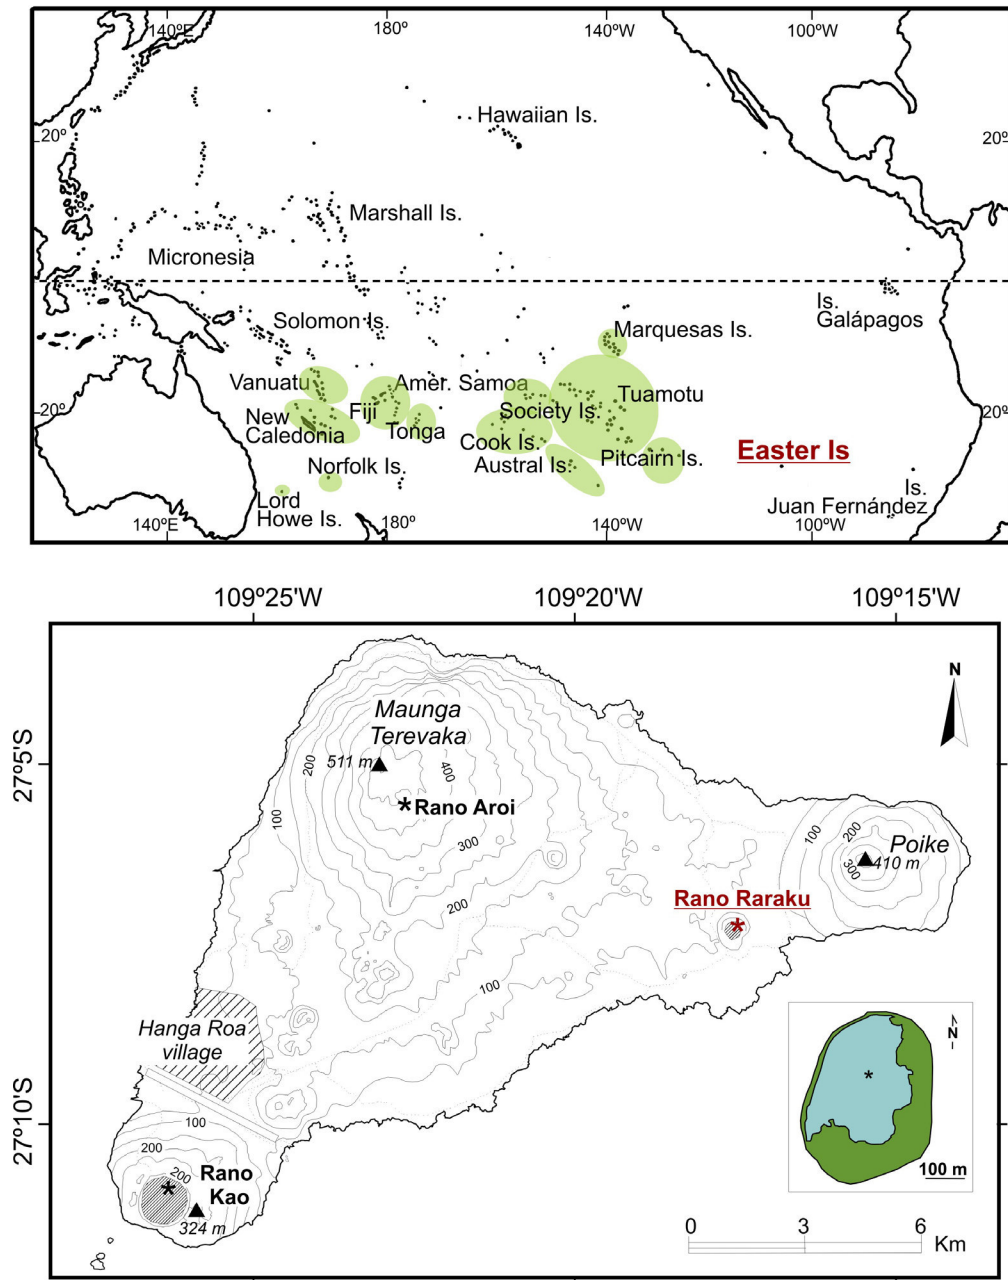 140ºE
180º
140ºW
100ºW
20º
20º
Hawaiian Is.
Marshall Is.
Micronesia
Is.
Galápagos
Solomon Is.
Marquesas Is.
Vanuatu
Amer. Samoa
Tuamotu
20º
20º
New
Caledonia
Fiji
Society Is.
Tonga
Cook Is.
Easter Is
Austral Is.
Pitcairn Is.
Norfolk Is.
Is.
Juan Fernández
Lord
Howe Is.
140ºE
180º
140ºW
100ºW
109º25'W
109º20'W
109º15'W
N
Maunga
Terevaka
27º5'S
511 m
200
400
Rano Aroi
100
100
200
Poike
300
300
410 m
200
Rano Raraku
100
Hanga Roa
village
N
27º10'S
100
200
200
Rano
Kao
100 m
324 m
0
3
6
Km